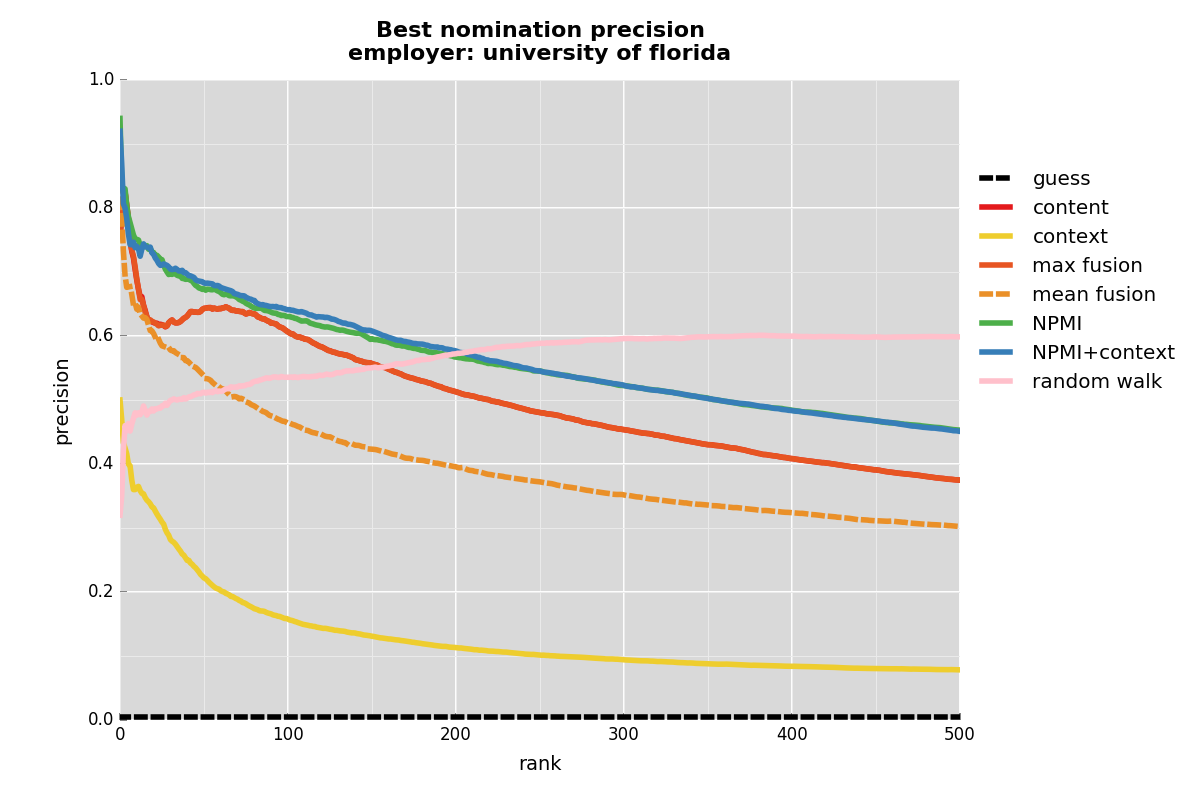 Best nomination precision
employer: university of florida
1.0
0.8
0.6
0.4
0.2
0.0
precision
0
100
200
300
400
500
rank
guess
content
context
max fusion
mean fusion
NPMI
NPMI+context
random walk